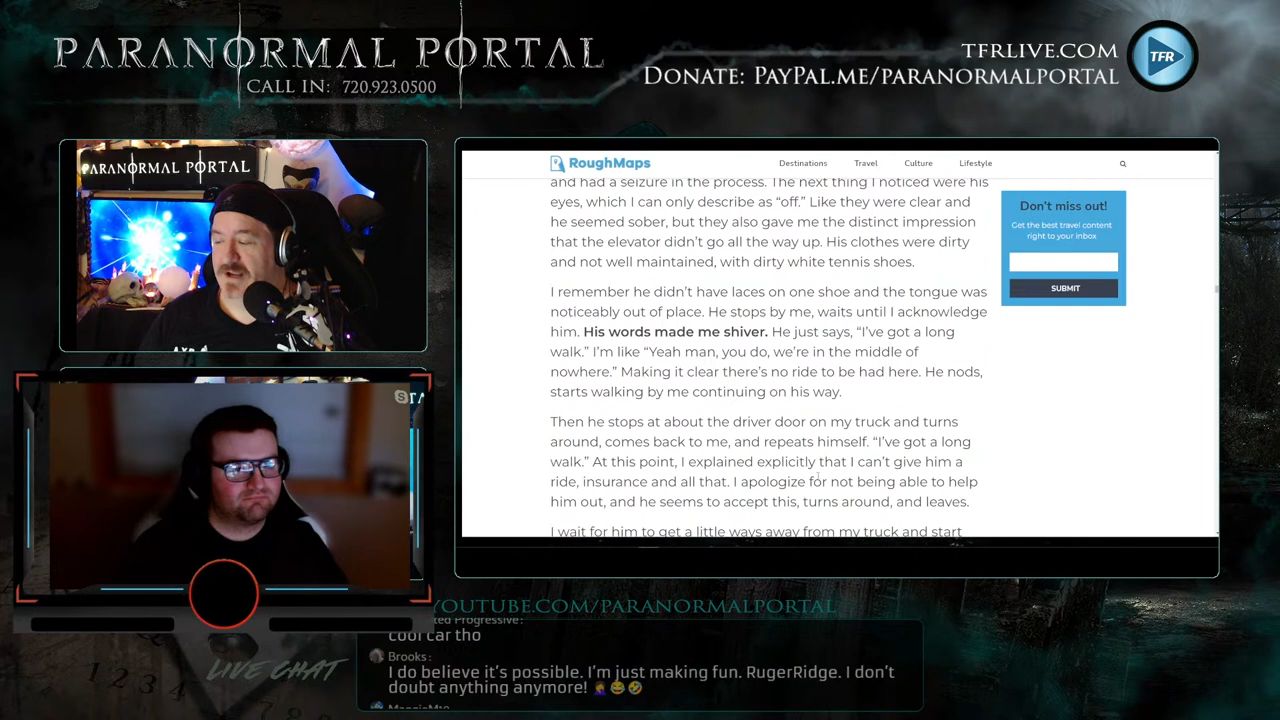 PARANORMAL PORTAL
CALL IN: 720.923.0500
TFRLIVE.COM
DONATE: PAYPAL.ME/PARANORMALPORTAL
TFR
PARANORMAL PORTAL
RoughMaps
Destinations
Travel
Culture
Lifestyle
and had a seizure in the process. The next thing I noticed were his
eyes, which I can only describe as “off.” Like they were clear and
he seemed sober, but they also gave me the distinct impression
that the elevator didn’t go all the way up. His clothes were dirty
and not well maintained, with dirty white tennis shoes.
I remember he didn’t have laces on one shoe and the tongue was
noticeably out of place. He stops by me, waits until I acknowledge
him. His words made me shiver. He just says, “I’ve got a long
walk.” I’m like “Yeah man, you do, we’re in the middle of
nowhere.” Making it clear there’s no ride to be had here. He nods,
starts walking by me continuing on his way.
Then he stops at about the driver door on my truck and turns
around, comes back to me, and repeats himself. “I’ve got a long
walk.” At this point, I explained explicitly that I can’t give him a
ride, insurance and all that. I apologize for not being able to help
him out, and he seems to accept this, turns around, and leaves.
I wait for him to get a little ways away from my truck and start
Don't miss out!
Get the best travel content
right to your inbox
SUBMIT
YOUTUBE.COM/PARANORMALPORTAL
LIVE CHAT
ted Progressive:
cool car tho
Brooks:
I do believe it's possible. I'm just making fun. RugerRidge. I don't
doubt anything anymore! 🤦‍♀️😂🤣